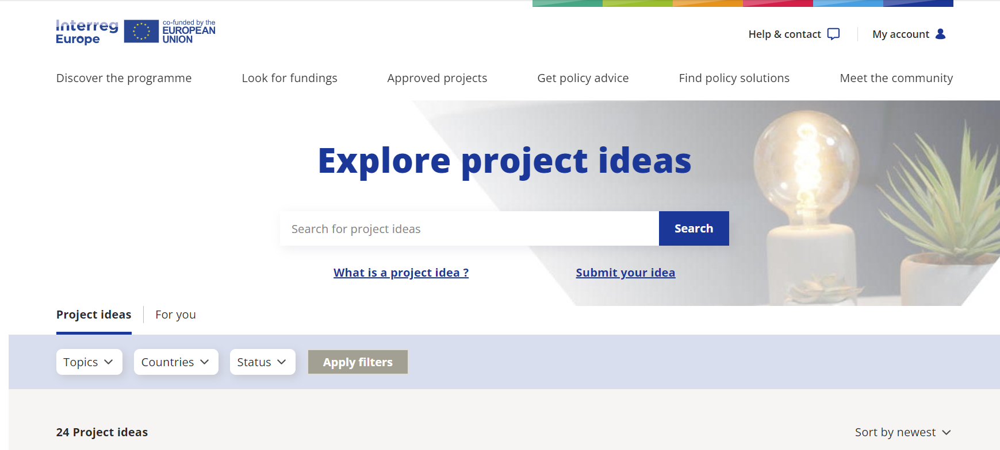 Interreg
Europe
co-funded by the
EUROPEAN
UNION
Help & contact
My account
Discover the programme
Look for fundings
Approved projects
Get policy advice
Find policy solutions
Meet the community
Explore project ideas
Search for project ideas
Search
What is a project idea ?
Submit your idea
Project ideas
For you
Topics
Countries
Status
Apply filters
24 Project ideas
Sort by newest